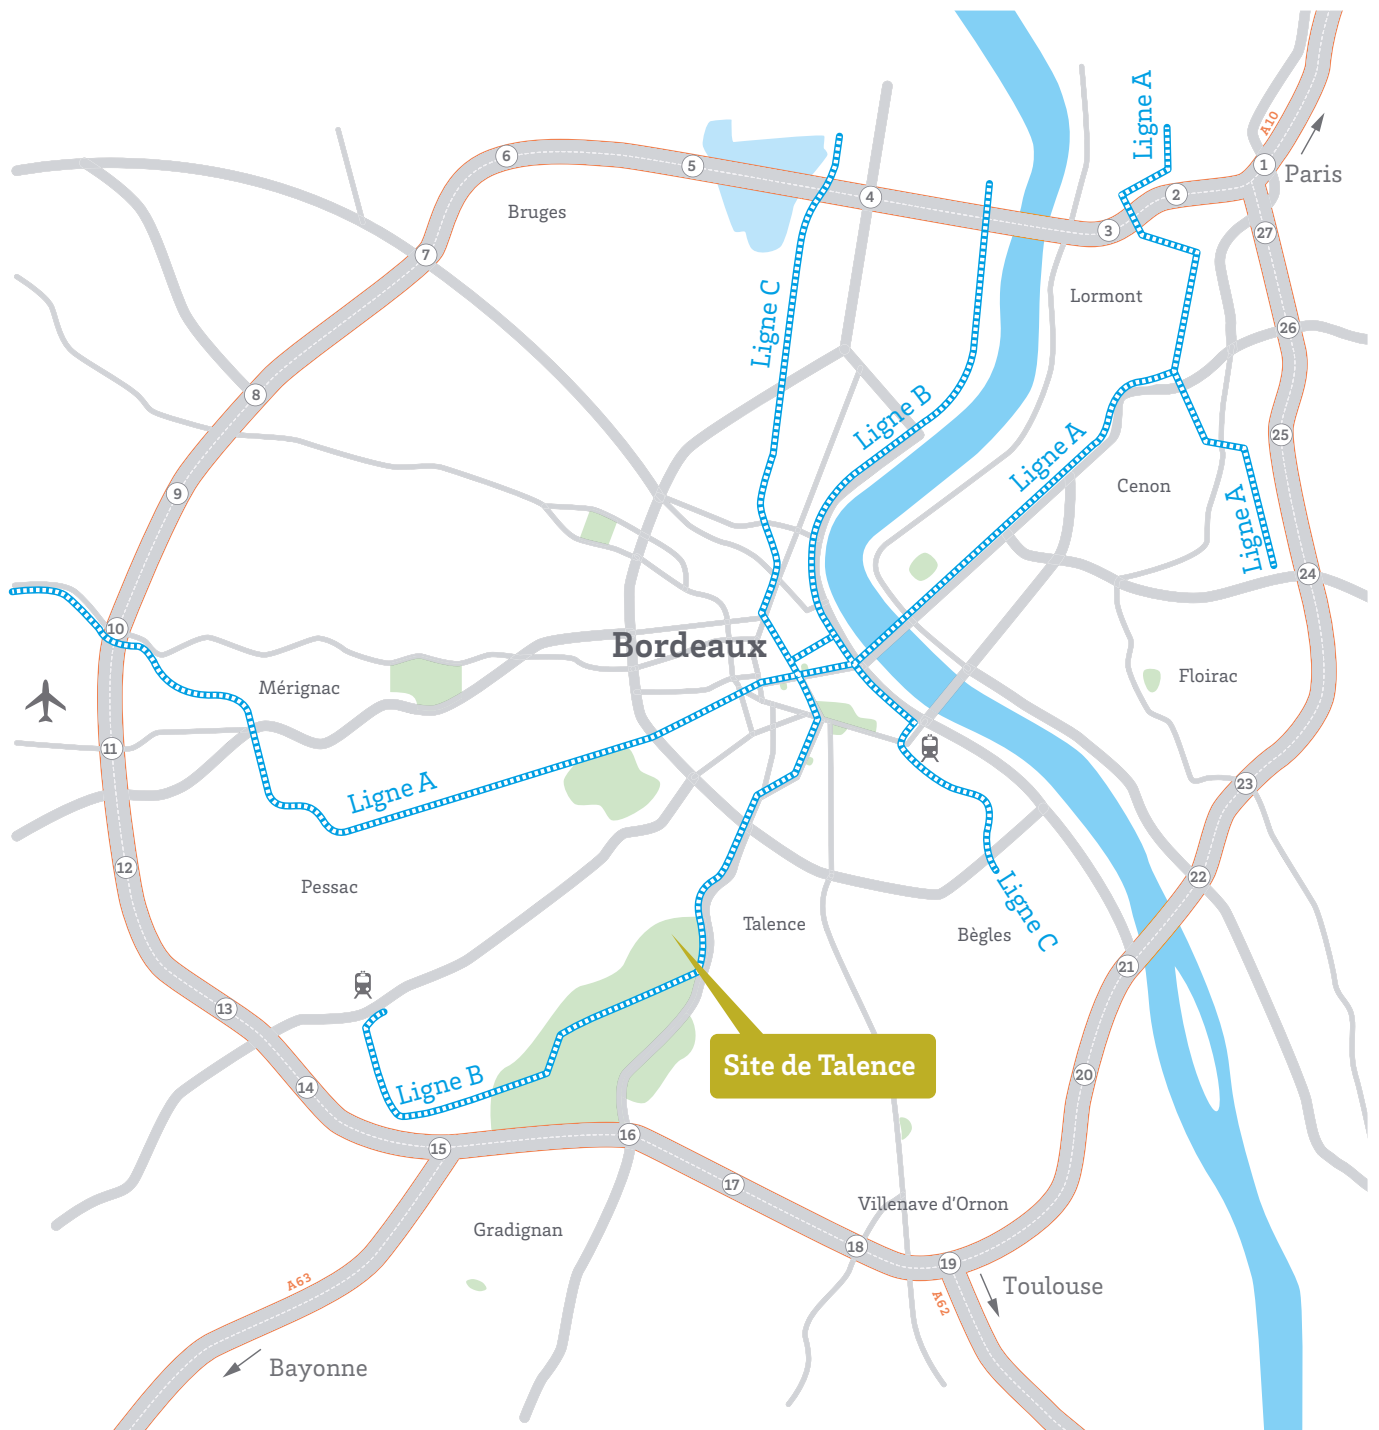 Ligne A
A10
1
Paris
6
5
2
4
Bruges
3
27
7
Lormont
Ligne C
26
8
Ligne B
25
Ligne A
Cenon
9
Ligne A
24
10
Bordeaux
Floirac
Mérignac
11
23
Ligne A
12
22
Pessac
Ligne C
Talence
Bègles
21
13
Site de Talence
20
14
Ligne B
16
15
17
Villenave d'Ornon
Gradignan
18
19
A63
Toulouse
A62
Bayonne